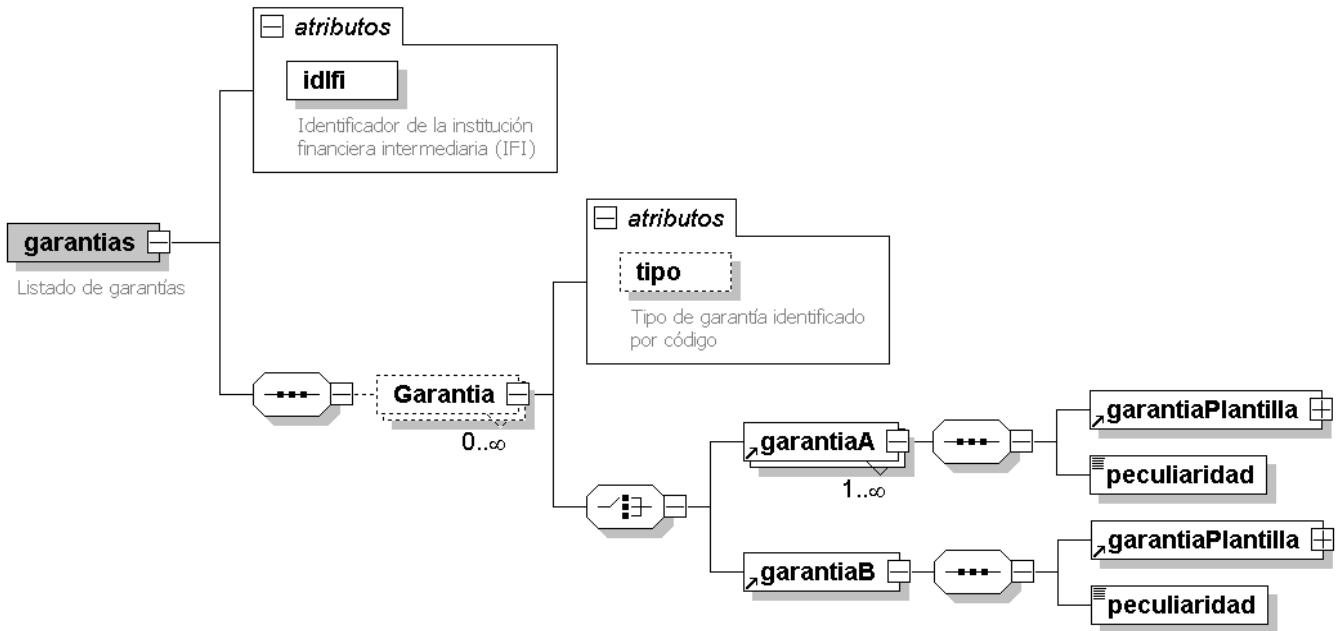 atributos
idIfi
Identificador de la institución
financiera intermediaria (IFI)
garantias
Listado de garantías
atributos
tipo
Tipo de garantía identificado
por código
Garantia
0..∞
garantiaA
1..∞
garantiaPlantilla
peculiaridad
garantiaB
garantiaPlantilla
peculiaridad